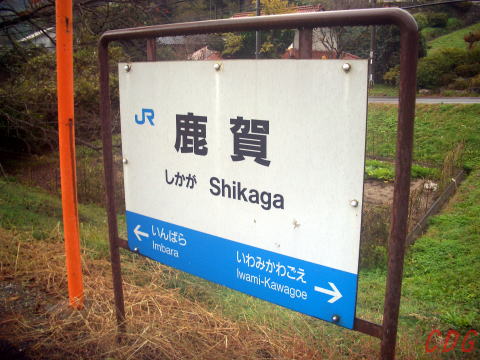 JR
鹿賀
しかが Shikaga
← いんばら
Imbara
いわみかわごえ →
Iwami-Kawagoe
CDG